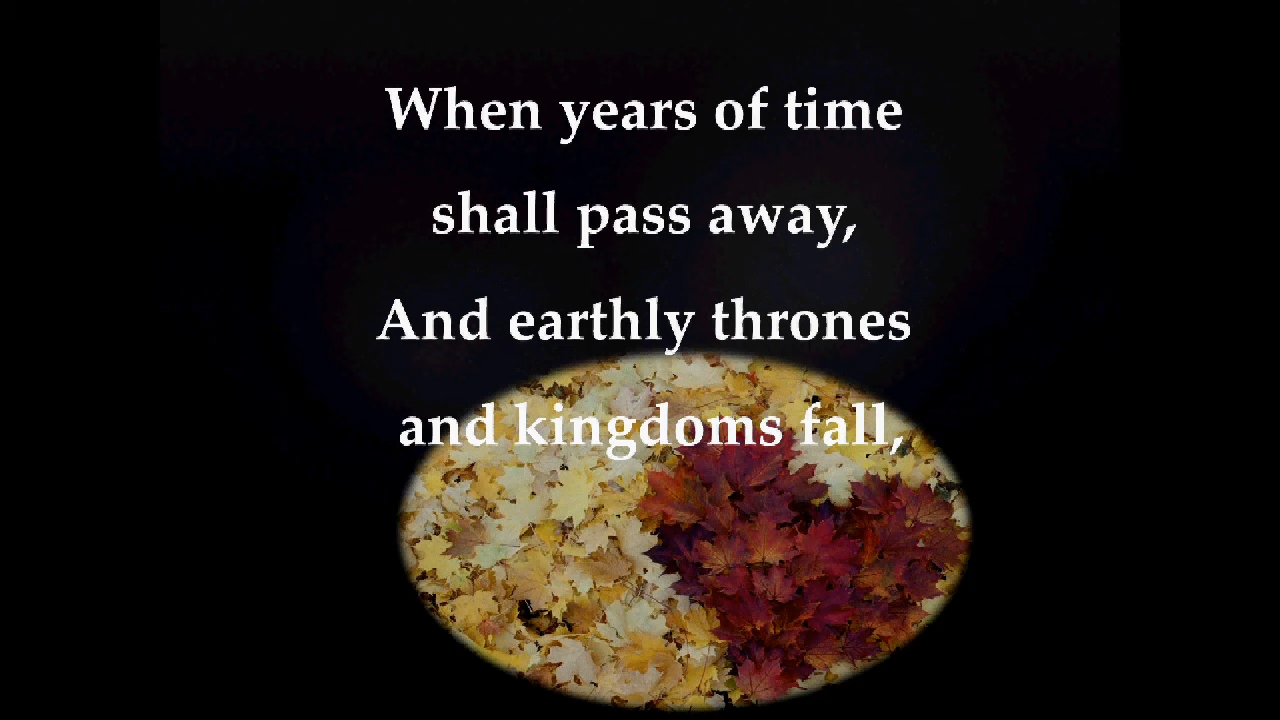 When years of time
shall pass away,
And earthly thrones
and kingdoms fall,